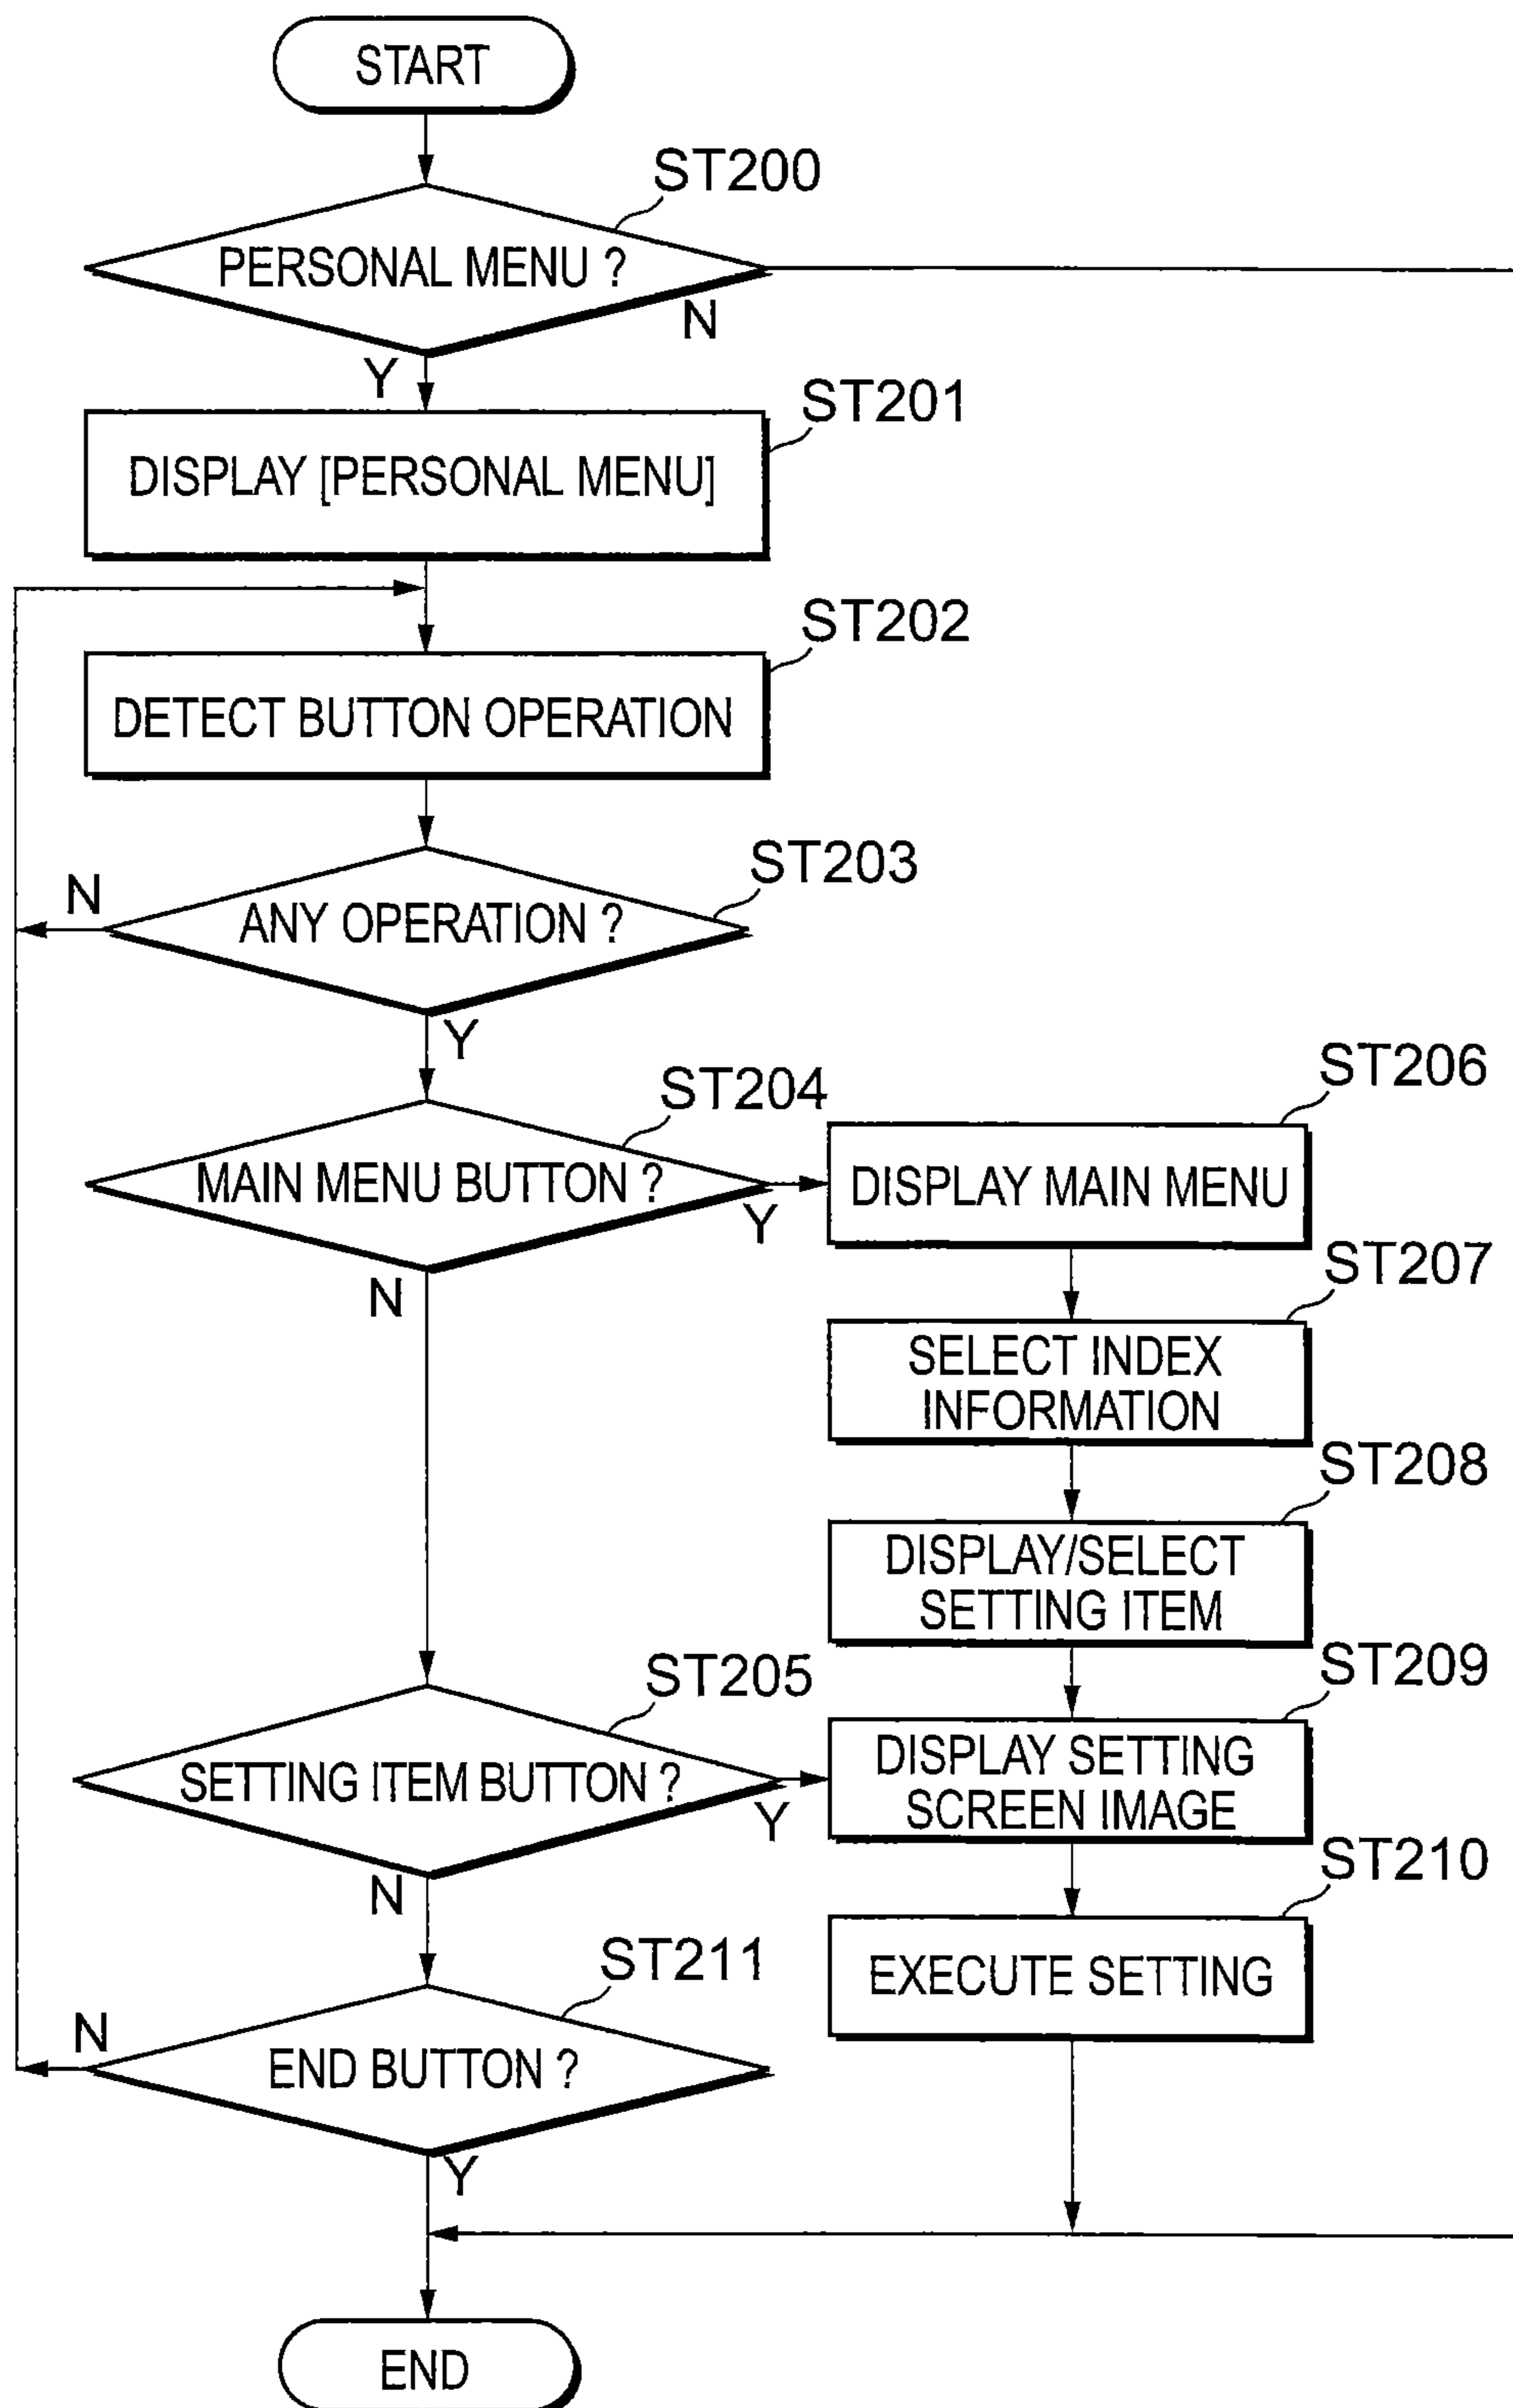 START
ST200
PERSONAL MENU ?
N
Y
ST201
DISPLAY [PERSONAL MENU]
ST202
DETECT BUTTON OPERATION
ST203
N
ANY OPERATION ?
Y
ST204
MAIN MENU BUTTON ?
Y
N
ST206
DISPLAY MAIN MENU
ST207
SELECT INDEX
INFORMATION
ST208
DISPLAY/SELECT
SETTING ITEM
ST205
SETTING ITEM BUTTON ?
Y
N
ST209
DISPLAY SETTING
SCREEN IMAGE
ST210
EXECUTE SETTING
ST211
N
END BUTTON ?
Y
END